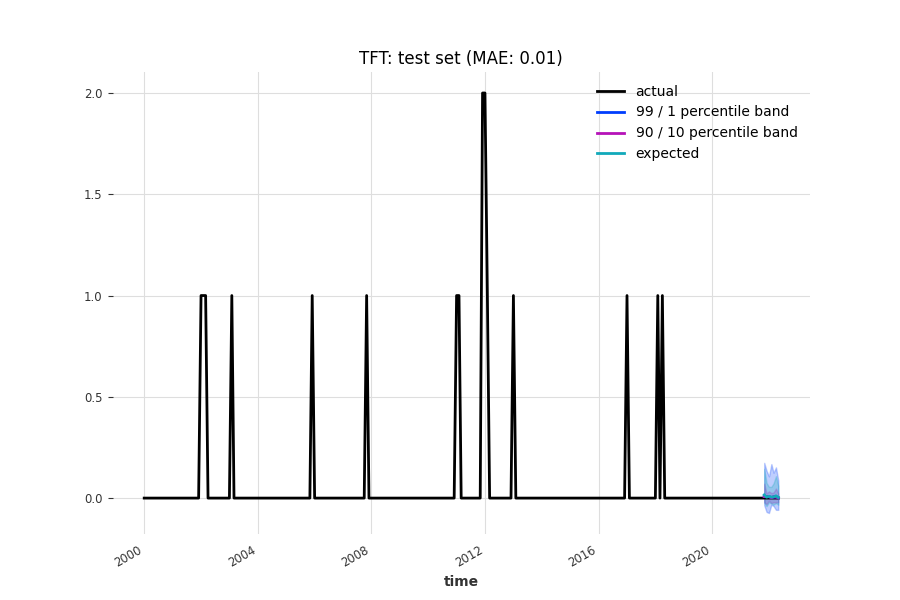 TFT: test set (MAE: 0.01)
actual
99 / 1 percentile band
90 / 10 percentile band
expected
2.0
1.5
1.0
0.5
0.0
2000
2004
2008
2012
2016
2020
time